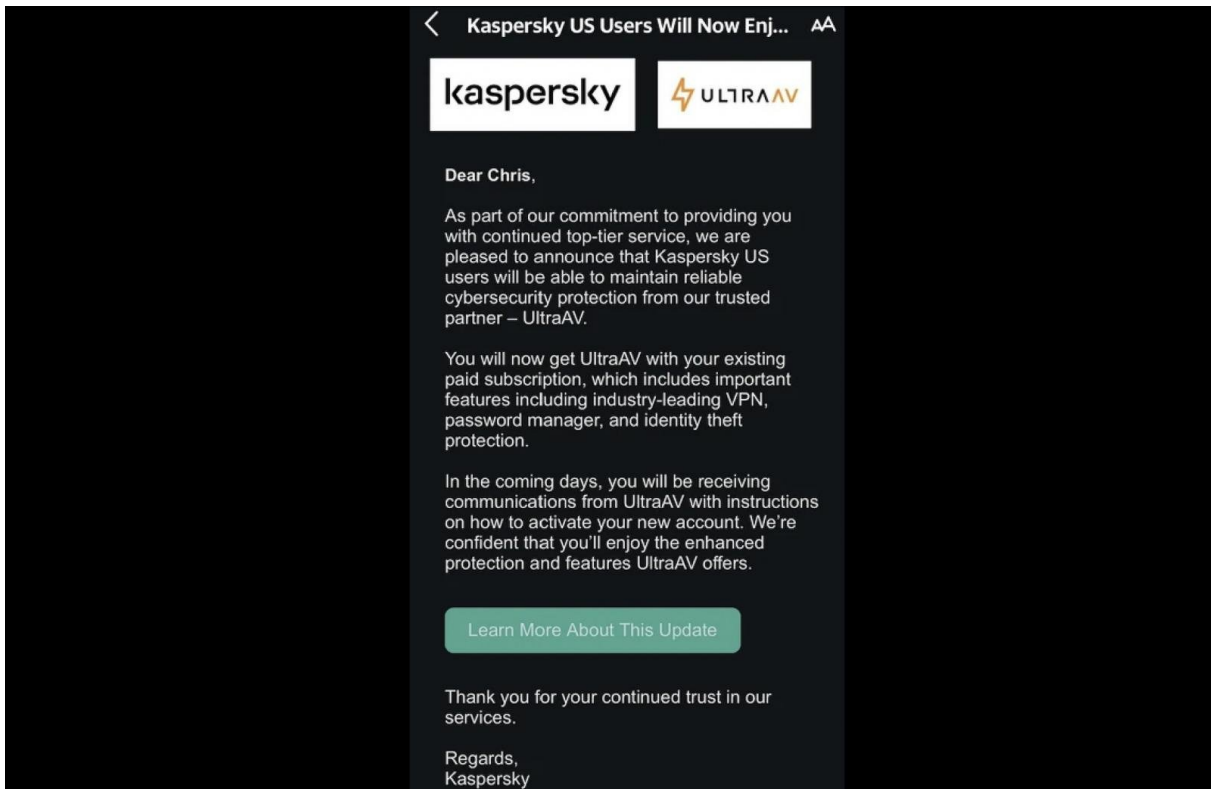 Kaspersky US Users Will Now Enj... AA
kaspersky ULTRAAV
Dear Chris,
As part of our commitment to providing you
with continued top-tier service, we are
pleased to announce that Kaspersky US
users will be able to maintain reliable
cybersecurity protection from our trusted
partner – UltraAV.
You will now get UltraAV with your existing
paid subscription, which includes important
features including industry-leading VPN,
password manager, and identity theft
protection.
In the coming days, you will be receiving
communications from UltraAV with instructions
on how to activate your new account. We’re
confident that you’ll enjoy the enhanced
protection and features UltraAV offers.
Learn More About This Update
Thank you for your continued trust in our
services.
Regards,
Kaspersky